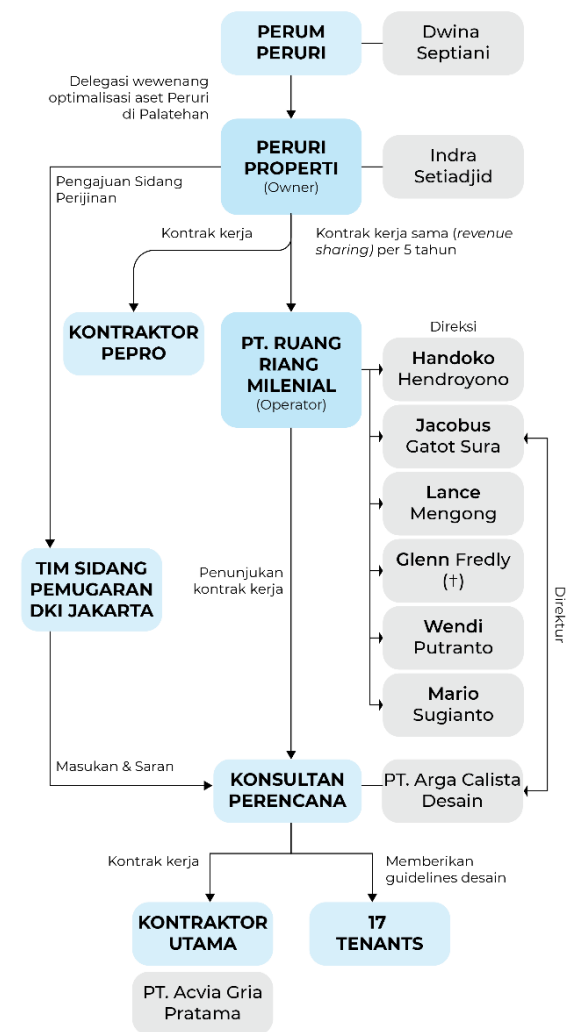 PERUM
PERURI
Dwina
Septiani
Delegasi wewenang
optimalisasi aset Peruri
di Palatehan
PERURI
PROPERTI
(Owner)
Indra
Setiadjid
Pengajuan Sidang
Perijinan
Kontrak kerja
Kontrak kerja sama (revenue
sharing) per 5 tahun
KONTRAKTOR
PEPRO
PT. RUANG
RIANG
MILENIAL
(Operator)
Direksi
Handoko
Hendroyono
Jacobus
Gatot Sura
Lance
Mengong
Glenn Fredly
(†)
Wendi
Putranto
Mario
Sugianto
Direktur
TIM SIDANG
PEMUGARAN
DKI JAKARTA
Penunjukan
kontrak kerja
Masukan & Saran
KONSULTAN
PERENCANA
PT. Arga Calista
Desain
Kontrak kerja
Memberikan
guidelines desain
KONTRAKTOR
UTAMA
17
TENANTS
PT. Acvia Gria
Pratama